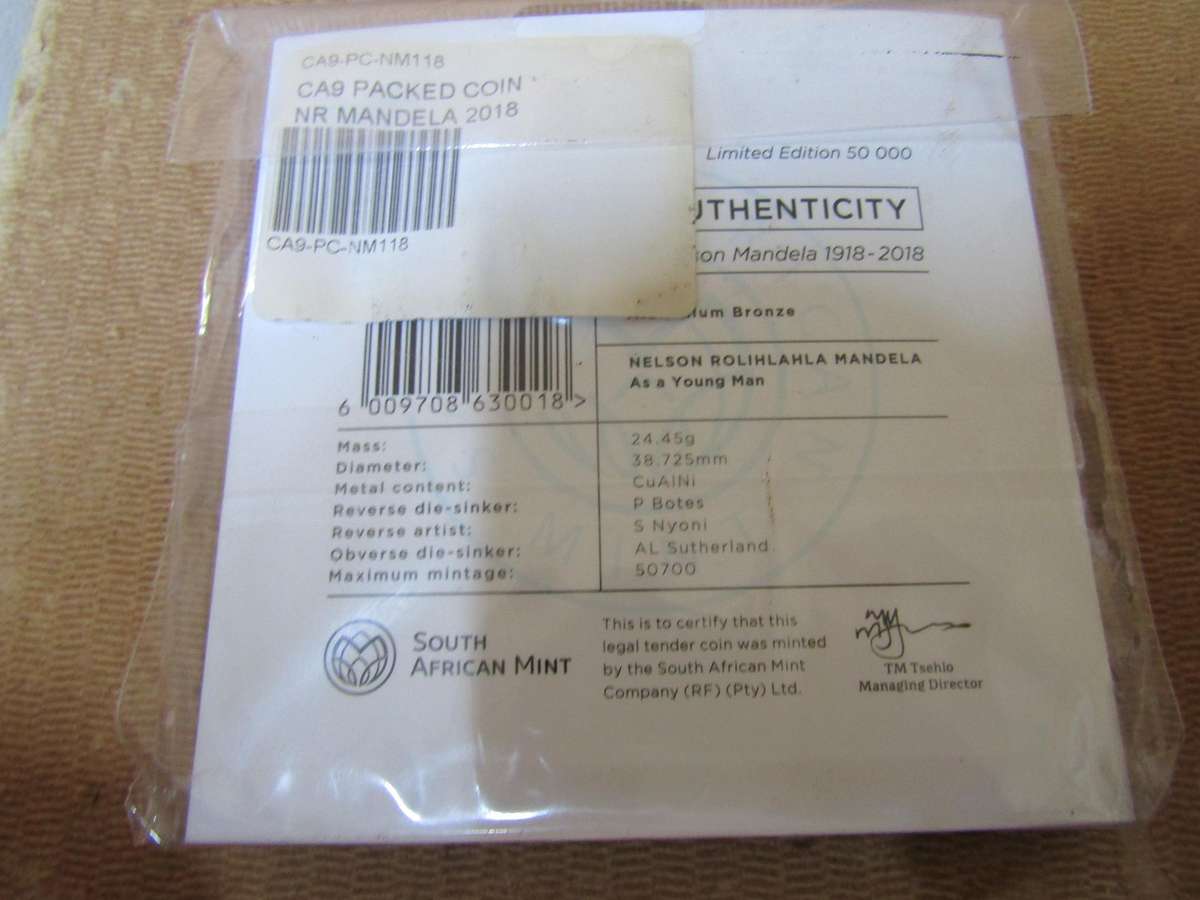 CA9-PC-NM118
CA9 PACKED COIN
NR MANDELA 2018
CA9-PC-NM118
Limited Edition 50 000
UTHENTICITY
on Mandela 1918-2018
um Bronze
NELSON ROLIHLAHLA MANDELA
As a Young Man
6 009708 630018 >
Mass: 24.45g
Diameter: 38.725mm
Metal content: CuAlNi
Reverse die-sinker: P Botes
Reverse artist: S Nyoni
Obverse die-sinker: AL Sutherland
Maximum mintage: 50700
SOUTH
AFRICAN MINT
This is to certify that this
legal tender coin was minted
by the South African Mint
Company (RF) (Pty) Ltd.
TM Tsehlo
Managing Director